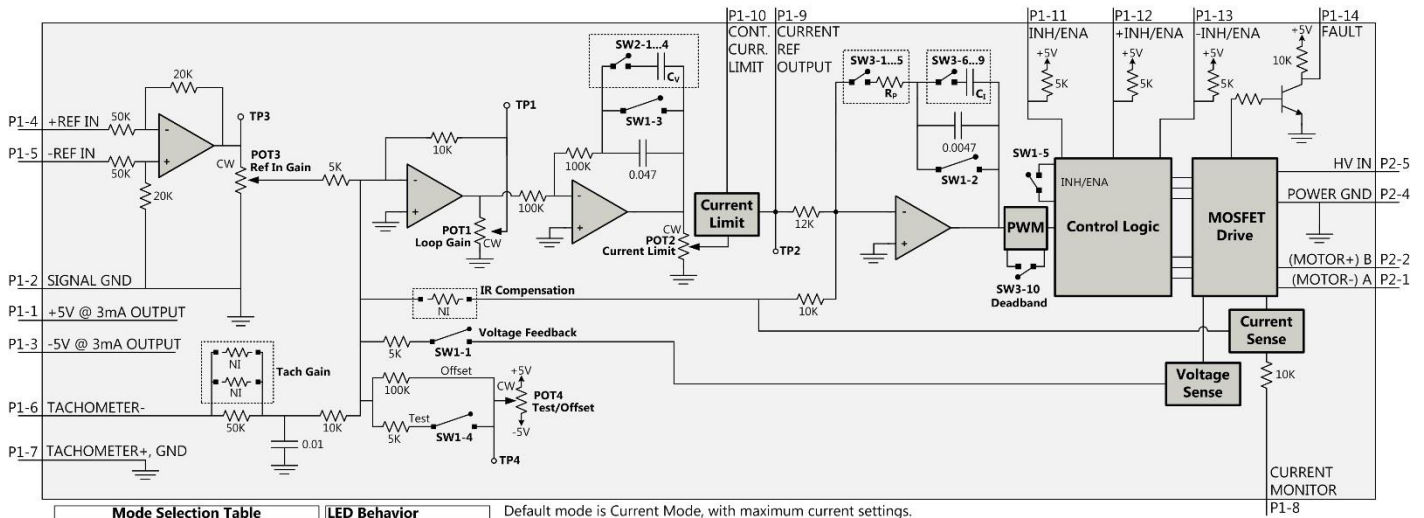 P1-10
CONT.
CURR.
LIMIT
P1-9
CURRENT
REF
OUTPUT
P1-11
INH/ENA
P1-12
+INH/ENA
P1-13
-INH/ENA
P1-14
FAULT
+5V
5K
+5V
5K
+5V
5K
+5V
10K
20K
TP3
P1-4 +REF IN
50K
P1-5 -REF IN
50K
-
+
20K
CW
POT3
Ref In Gain
5K
TP1
10K
-
+
POT1
Loop Gain
CW
SW2-1...4
CV
SW1-3
100K
0.047
100K
-
+
CW
POT2
Current Limit
Current
Limit
TP2
12K
SW3-1...5
RP
SW3-6...9
CI
0.0047
SW1-2
-
+
10K
PWM
SW3-10
Deadband
SW1-5
INH/ENA
Control Logic
MOSFET
Drive
HV IN P2-5
POWER GND P2-4
(MOTOR+) B P2-2
(MOTOR-) A P2-1
Current
Sense
Voltage
Sense
10K
P1-2 SIGNAL GND
P1-1 +5V @ 3mA OUTPUT
P1-3 -5V @ 3mA OUTPUT
IR Compensation
NI
Voltage Feedback
5K
SW1-1
NI
NI
Tach Gain
Offset
100K
Test
5K
SW1-4
+5V
CW
POT4
Test/Offset
-5V
TP4
P1-6 TACHOMETER-
50K
10K
0.01
P1-7 TACHOMETER+, GND
CURRENT
MONITOR
P1-8
Mode Selection Table
LED Behavior
Default mode is Current Mode, with maximum current settings.